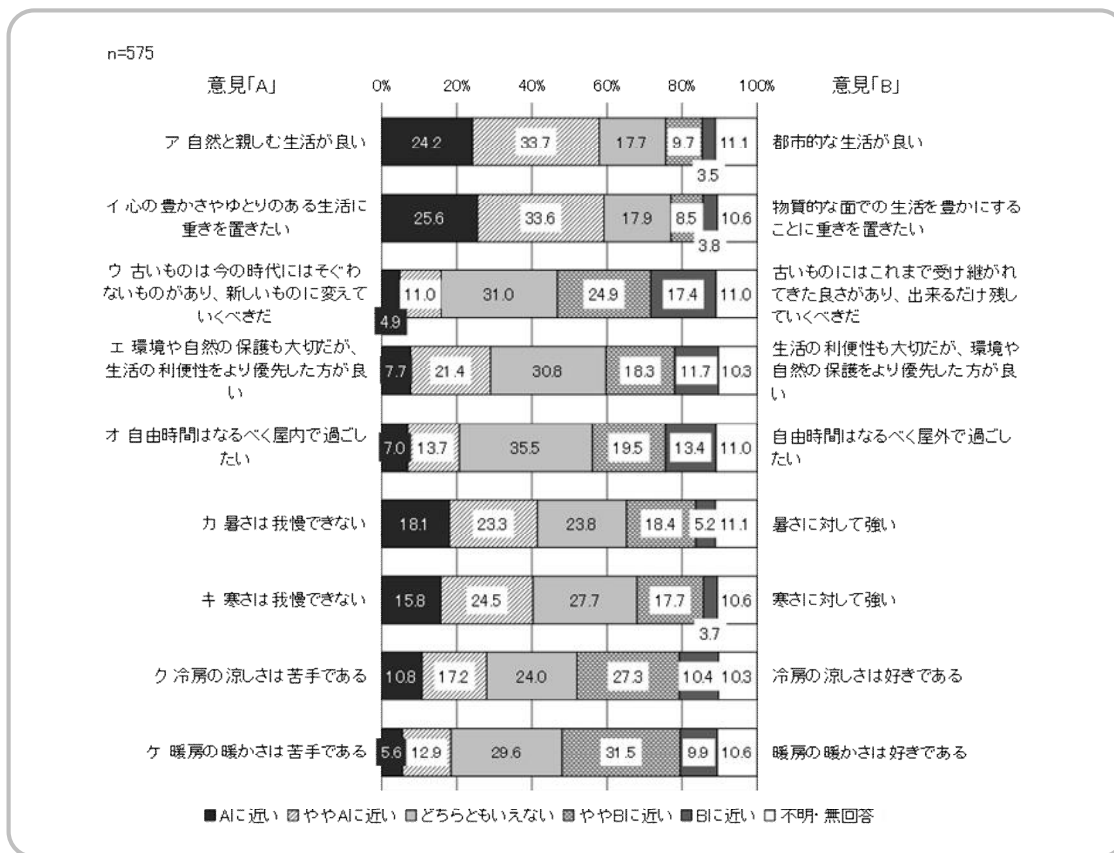 n=575
意見「A」
0%
20%
40%
60%
80%
100%
意見「B」
ア 自然と親しむ生活が良い
24.2
33.7
17.7
9.7
3.5
11.1
都市的な生活が良い
イ 心の豊かさやゆとりのある生活に
重きを置きたい
25.6
33.6
17.9
8.5
3.8
10.6
物質的な面での生活を豊かにする
ことに重きを置きたい
ウ 古いものは今の時代にはそぐわ
ないものがあり、新しいものに変えて
いくべきだ
4.9
11.0
31.0
24.9
17.4
11.0
古いものにはこれまで受け継がれ
てきた良さがあり、出来るだけ残し
ていくべきだ
エ 環境や自然の保護も大切だが、
生活の利便性をより優先した方が良
い
7.7
21.4
30.8
18.3
11.7
10.3
生活の利便性も大切だが、環境や
自然の保護をより優先した方が良
い
オ 自由時間はなるべく屋内で過ごし
たい
7.0
13.7
35.5
19.5
13.4
11.0
自由時間はなるべく屋外で過ごし
たい
カ 暑さは我慢できない
18.1
23.3
23.8
18.4
5.2
11.1
暑さに対して強い
キ 寒さは我慢できない
15.8
24.5
27.7
17.7
3.7
10.6
寒さに対して強い
ク 冷房の涼しさは苦手である
10.8
17.2
24.0
27.3
10.4
10.3
冷房の涼しさは好きである
ケ 暖房の暖かさは苦手である
5.6
12.9
29.6
31.5
9.9
10.6
暖房の暖かさは好きである
Aに近い ややAに近い どちらともいえない ややBに近い Bに近い 不明・無回答